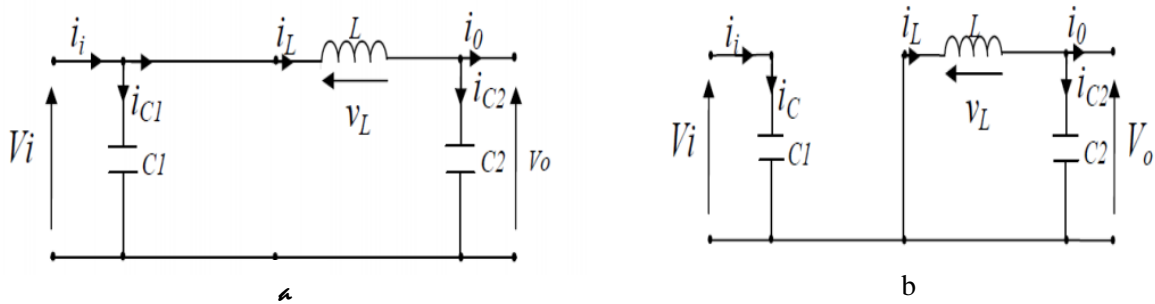 i_i i_L L i_0
i_C1 v_L i_C2
Vi C1 C2 Vo
a
i_i i_L L i_0
i_C v_L i_C2
Vi C1 C2 V_o
b